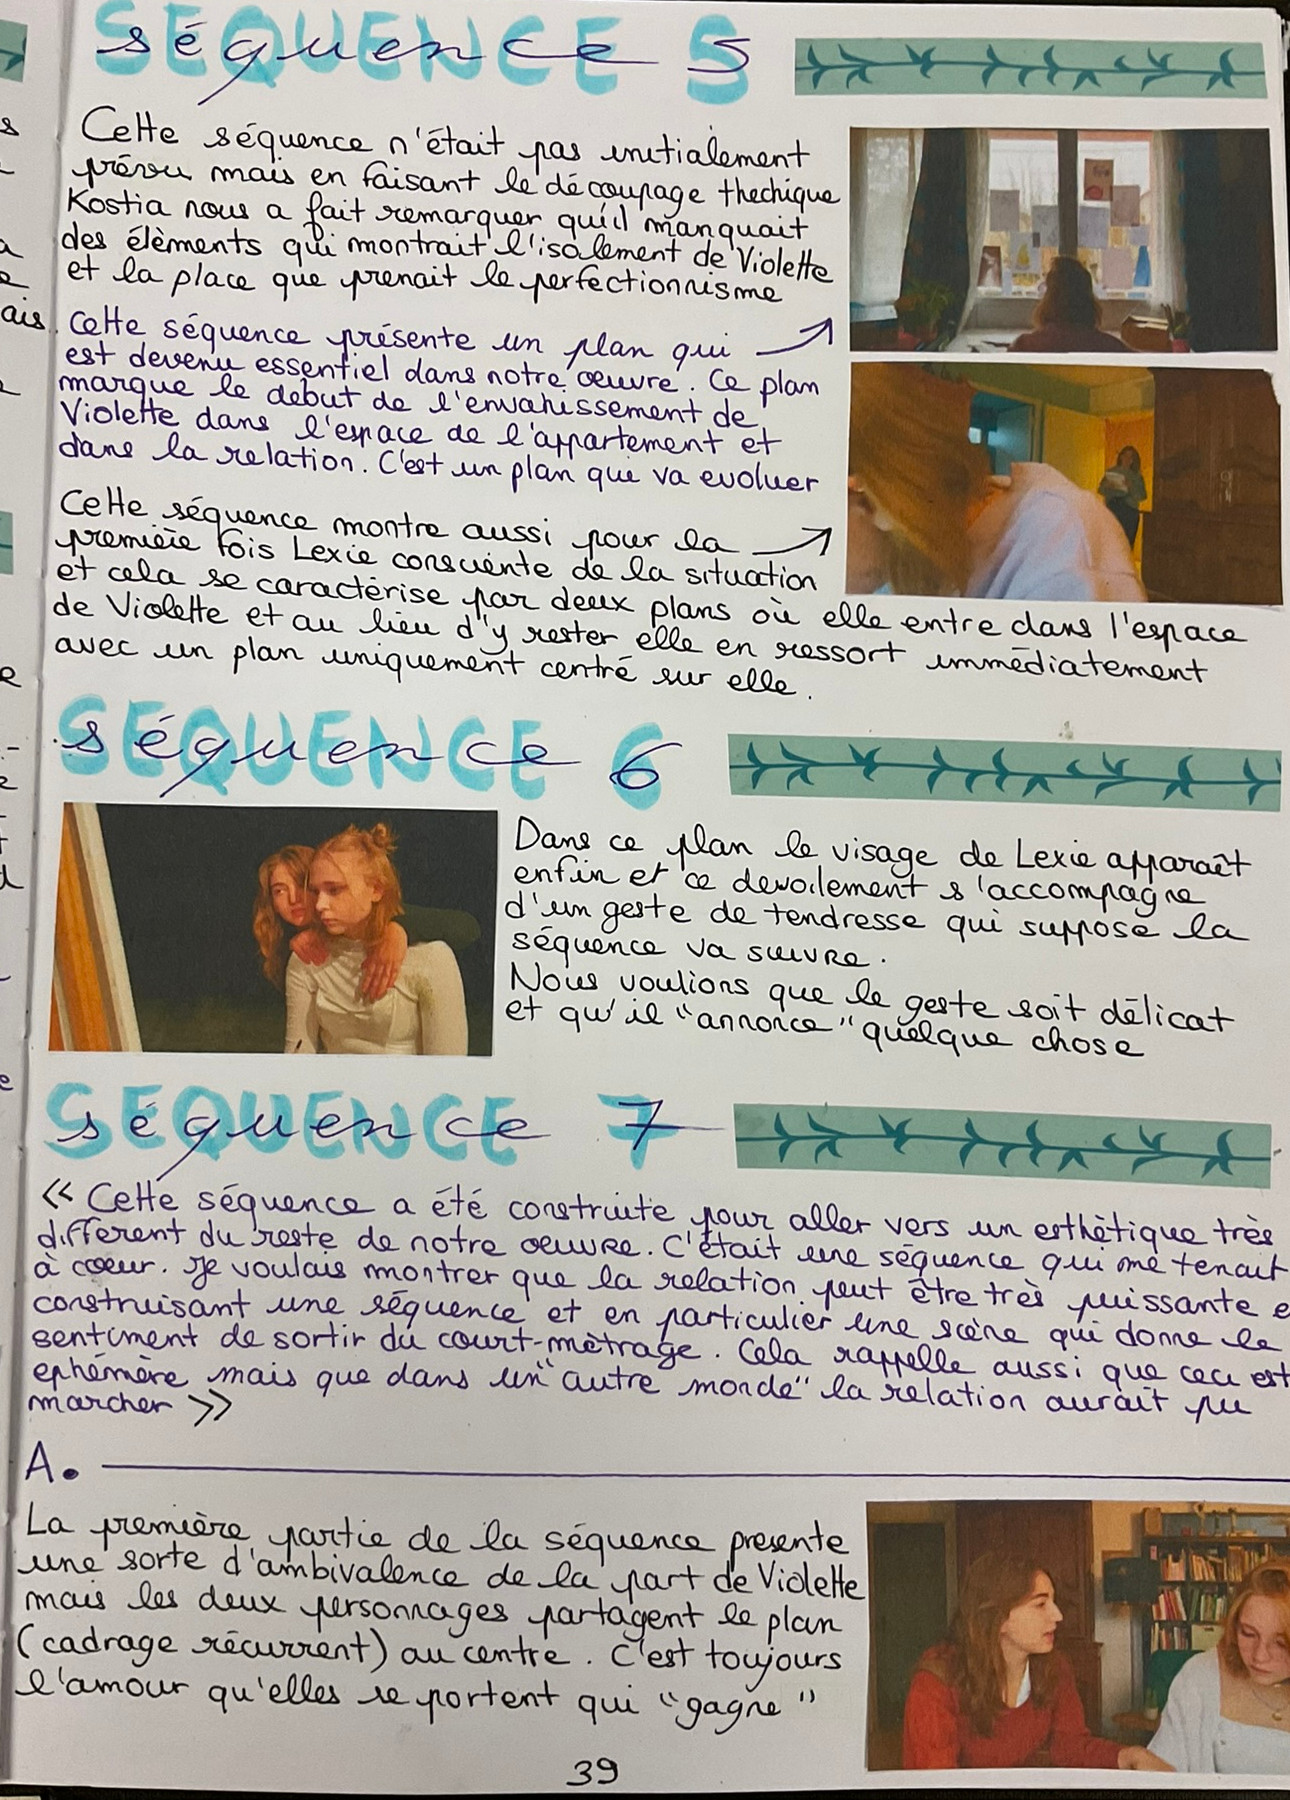 SÉQUENCE 5
séquence 5
Cette séquence n'était pas initialement
prévu mais en faisant le découpage thechique
Kostia nous a fait remarquer qu'il manquait
des élèments qui montrait l'isolement de Violette
et la place que prenait le perfectionnisme
Cette séquence présente un plan qui
est devenu essentiel dans notre œuvre. Ce plan
marque le debut de l'envahissement de
Violette dans l'espace de l'appartement et
dans la relation. C'est un plan que va evoluer
Cette séquence montre aussi pour la
première fois Lexie consciente de la situation
et cela se caractèrise par deux plans où elle entre dans l'espace
de Violette et au lieu d'y rester elle en ressort immédiatement
avec un plan uniquement centré sur elle.
SEQUENCE 6
séquence 6
Dans ce plan le visage de Lexie apparaît
enfin et ce devoilement s'accompagne
d'un geste de tendresse qui suppose la
séquence va suivre.
Nous voulions que le geste soit délicat
et qu'il "annonce" quelque chose
SEQUENCE 7
séquence 7
« Cette séquence a été construite pour aller vers un esthètique très
différent du reste de notre œuvre. C'était une séquence qui me tenait
à cœur. Je voulais montrer que la relation peut être très puissante e
construisant une séquence et en particulier une scène qui donne le
sentiment de sortir du court-mètrage. Cela rappelle aussi que ceci est
ephémère mais que dans un "autre monde" la relation aurait pu
marcher »
A.
La première partie de la séquence presente
une sorte d'ambivalence de la part de Violette
mais les deux personnages partagent le plan
(cadrage récurrent) au centre. C'est toujours
l'amour qu'elles se portent qui "gagne"
39